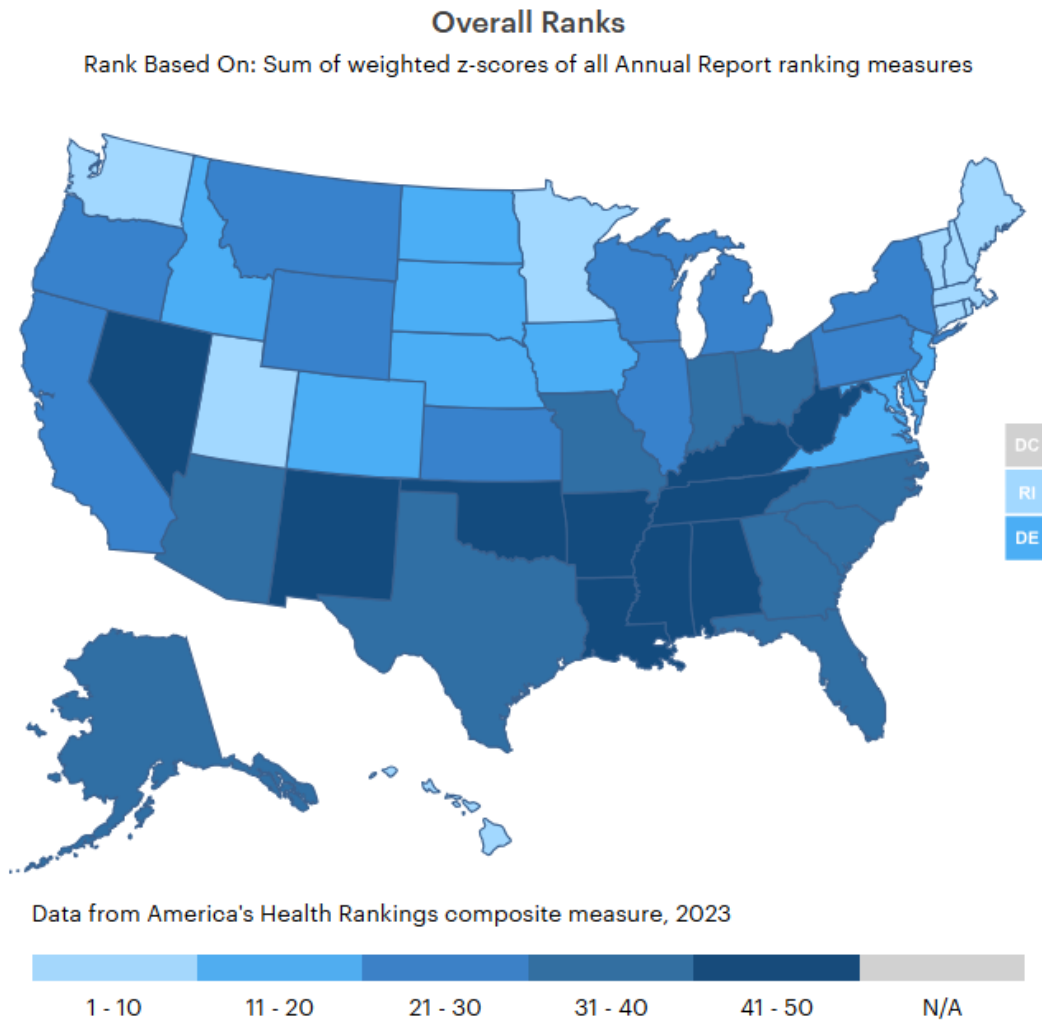 Overall Ranks
Rank Based On: Sum of weighted z-scores of all Annual Report ranking measures
DC
RI
DE
Data from America's Health Rankings composite measure, 2023
1 - 10 11 - 20 21 - 30 31 - 40 41 - 50 N/A